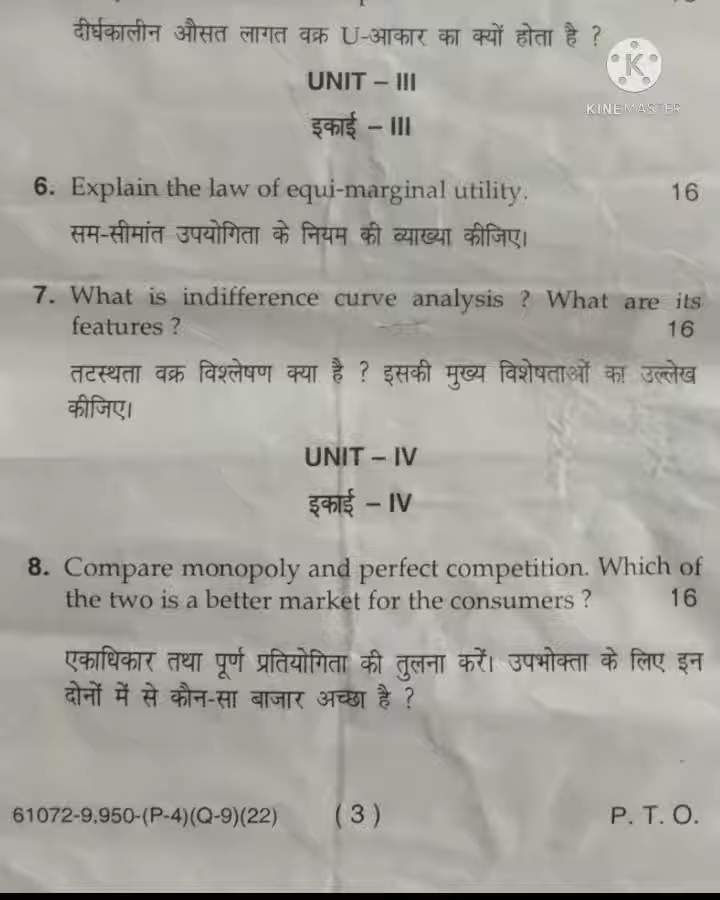 दीर्घकालीन औसत लागत वक्र U-आकार का क्यों होता है ?
UNIT – III
KINEMASTER
इकाई – III
6. Explain the law of equi-marginal utility. 16
सम-सीमांत उपयोगिता के नियम की व्याख्या कीजिए।
7. What is indifference curve analysis ? What are its
features ? 16
तटस्थता वक्र विश्लेषण क्या है ? इसकी मुख्य विशेषताओं का उल्लेख
कीजिए।
UNIT – IV
इकाई – IV
8. Compare monopoly and perfect competition. Which of
the two is a better market for the consumers ? 16
एकाधिकार तथा पूर्ण प्रतियोगिता की तुलना करें। उपभोक्ता के लिए इन
दोनों में से कौन-सा बाजार अच्छा है ?
61072-9,950-(P-4)(Q-9)(22) ( 3 ) P. T. O.